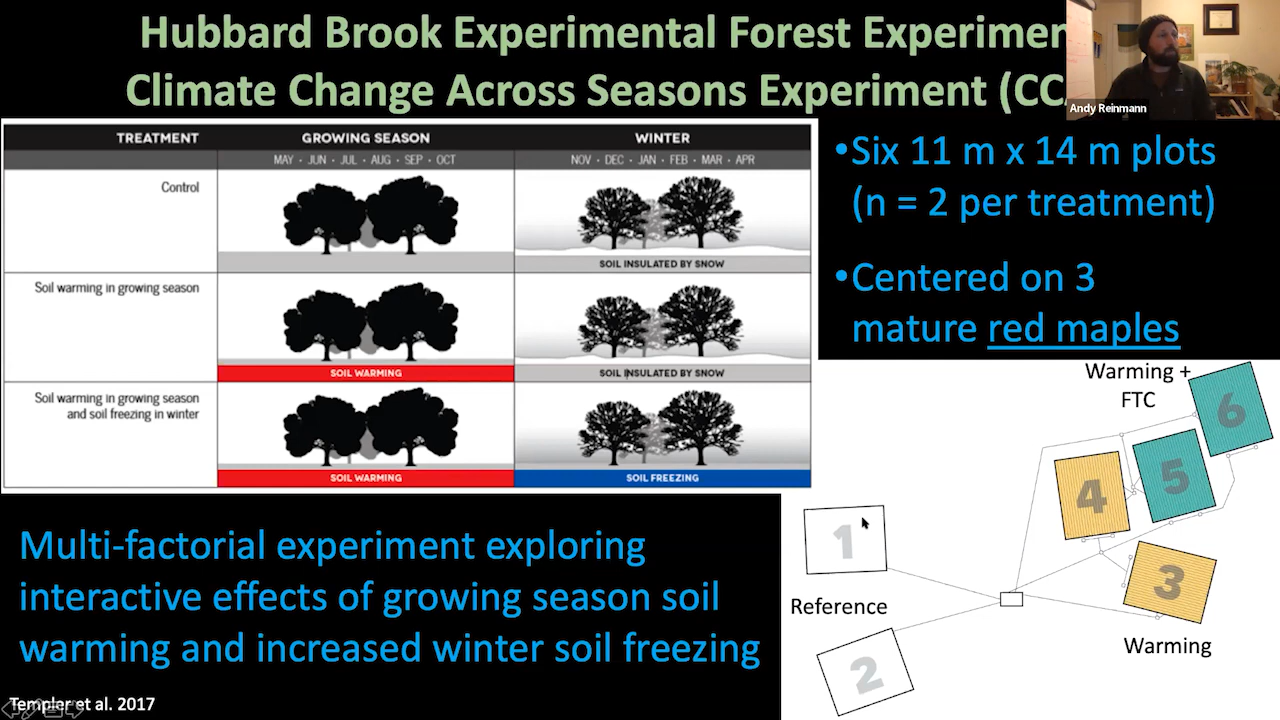 Hubbard Brook Experimental Forest Experimen
Climate Change Across Seasons Experiment (CC
Andy Reinmann
TREATMENT GROWING SEASON WINTER
MAY · JUN · JUL · AUG · SEP · OCT NOV · DEC · JAN · FEB · MAR · APR
Control
SOIL INSULATED BY SNOW
Soil warming in growing season
SOIL WARMING SOIL INSULATED BY SNOW
Soil warming in growing season
and soil freezing in winter
SOIL WARMING SOIL FREEZING
•Six 11 m x 14 m plots
(n = 2 per treatment)
•Centered on 3
mature red maples
Multi-factorial experiment exploring
interactive effects of growing season soil
warming and increased winter soil freezing
Templer et al. 2017
Warming +
FTC
6
5
4
1
3
Reference
Warming
2